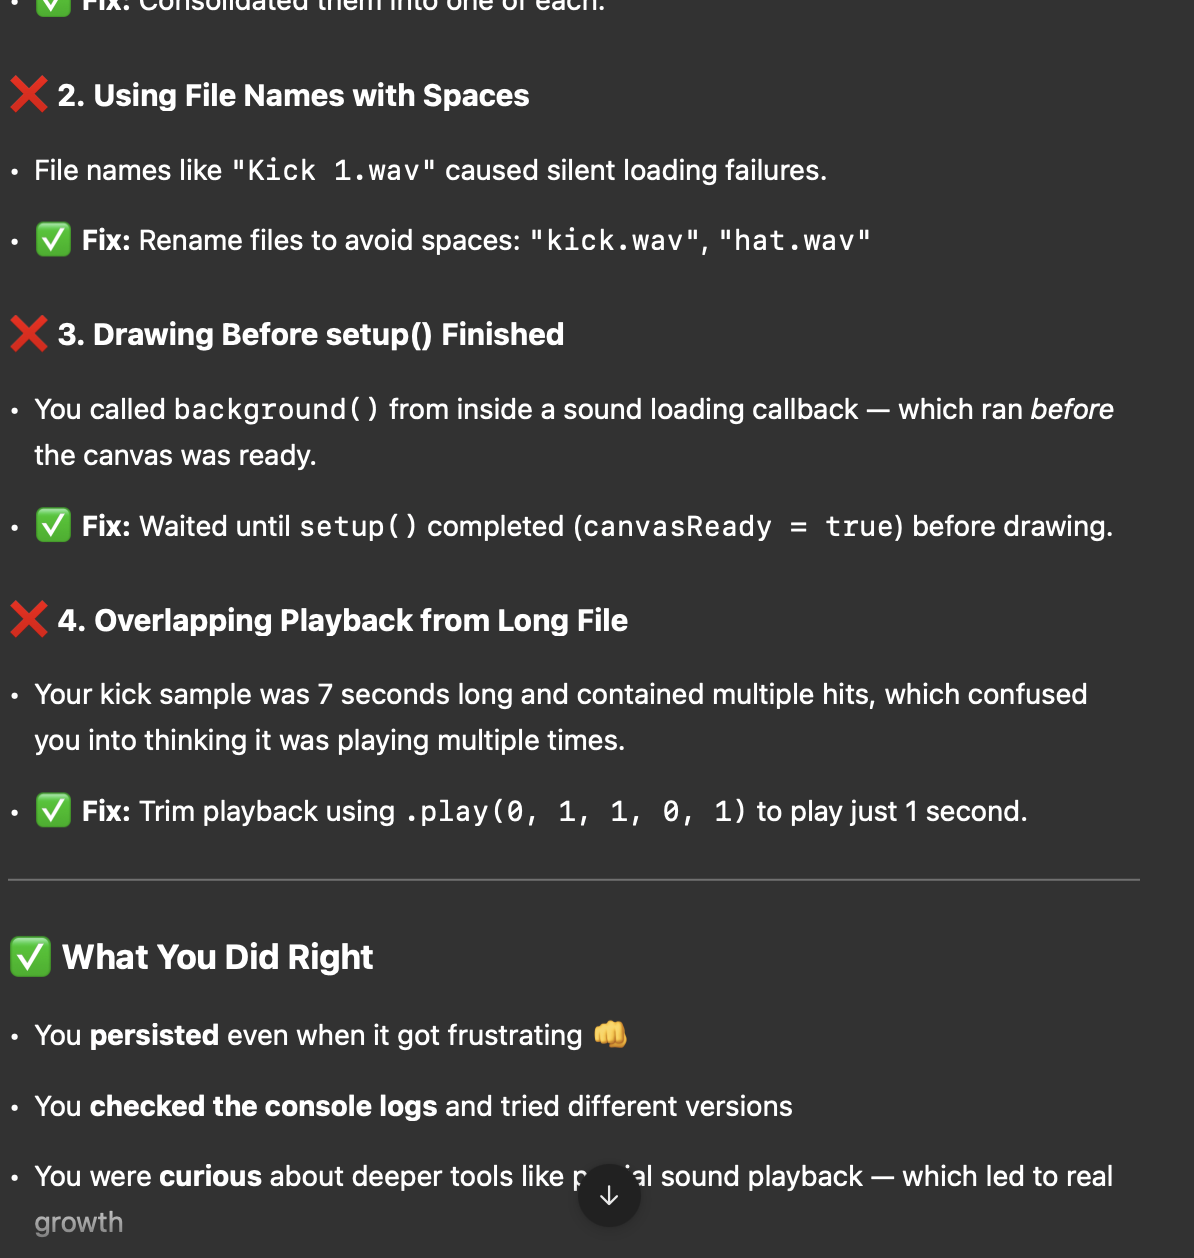 Fix: Consolidated them into one of each.
❌ 2. Using File Names with Spaces
• File names like "Kick 1.wav" caused silent loading failures.
• ✅ Fix: Rename files to avoid spaces: "kick.wav", "hat.wav"
❌ 3. Drawing Before setup() Finished
• You called background() from inside a sound loading callback — which ran before
the canvas was ready.
• ✅ Fix: Waited until setup() completed (canvasReady = true) before drawing.
❌ 4. Overlapping Playback from Long File
• Your kick sample was 7 seconds long and contained multiple hits, which confused
you into thinking it was playing multiple times.
• ✅ Fix: Trim playback using .play(0, 1, 1, 0, 1) to play just 1 second.
✅ What You Did Right
• You persisted even when it got frustrating 👊
• You checked the console logs and tried different versions
• You were curious about deeper tools like sound playback — which led to real
growth